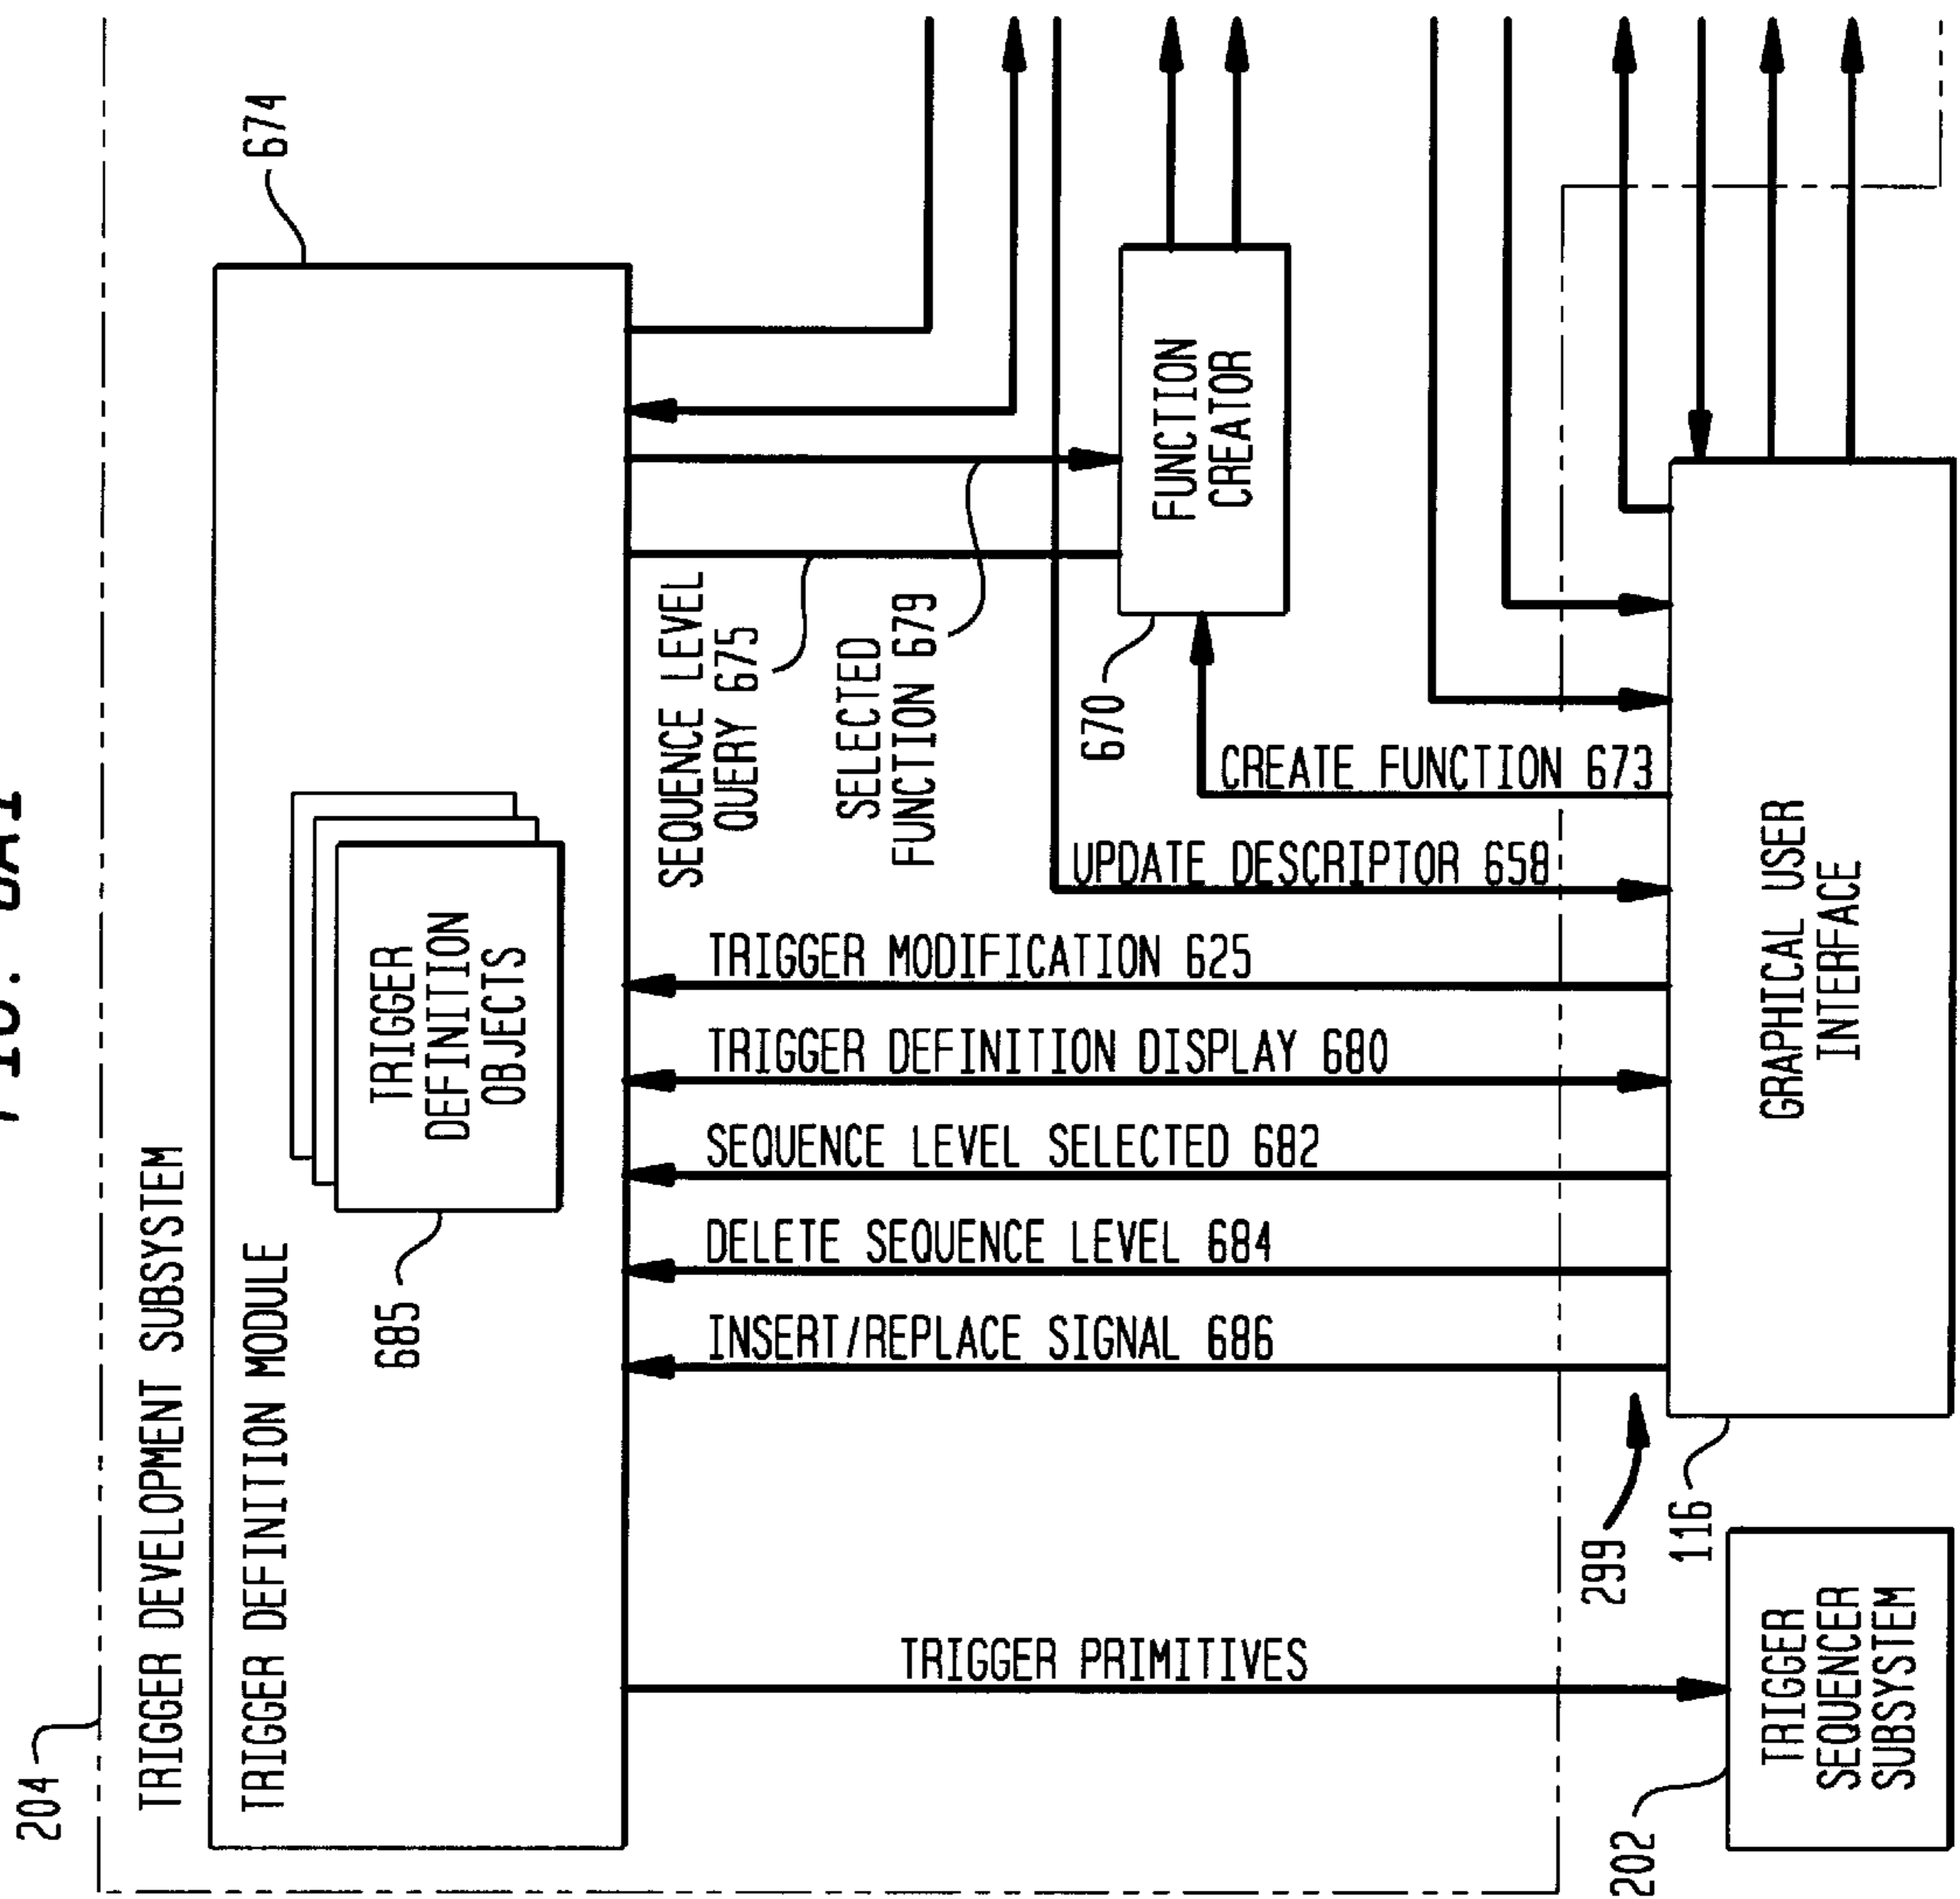 204
TRIGGER DEVELOPMENT SUBSYSTEM
TRIGGER DEFINITION MODULE
674
TRIGGER
DEFINITION
OBJECTS
685
TRIGGER PRIMITIVES
INSERT/REPLACE SIGNAL 686
DELETE SEQUENCE LEVEL 684
SEQUENCE LEVEL SELECTED 682
TRIGGER DEFINITION DISPLAY 680
TRIGGER MODIFICATION 625
UPDATE DESCRIPTOR 658
CREATE FUNCTION 673
SEQUENCE LEVEL
QUERY 675
SELECTED
FUNCTION 679
670
FUNCTION
CREATOR
299
116
GRAPHICAL USER
INTERFACE
202
TRIGGER
SEQUENCER
SUBSYSTEM